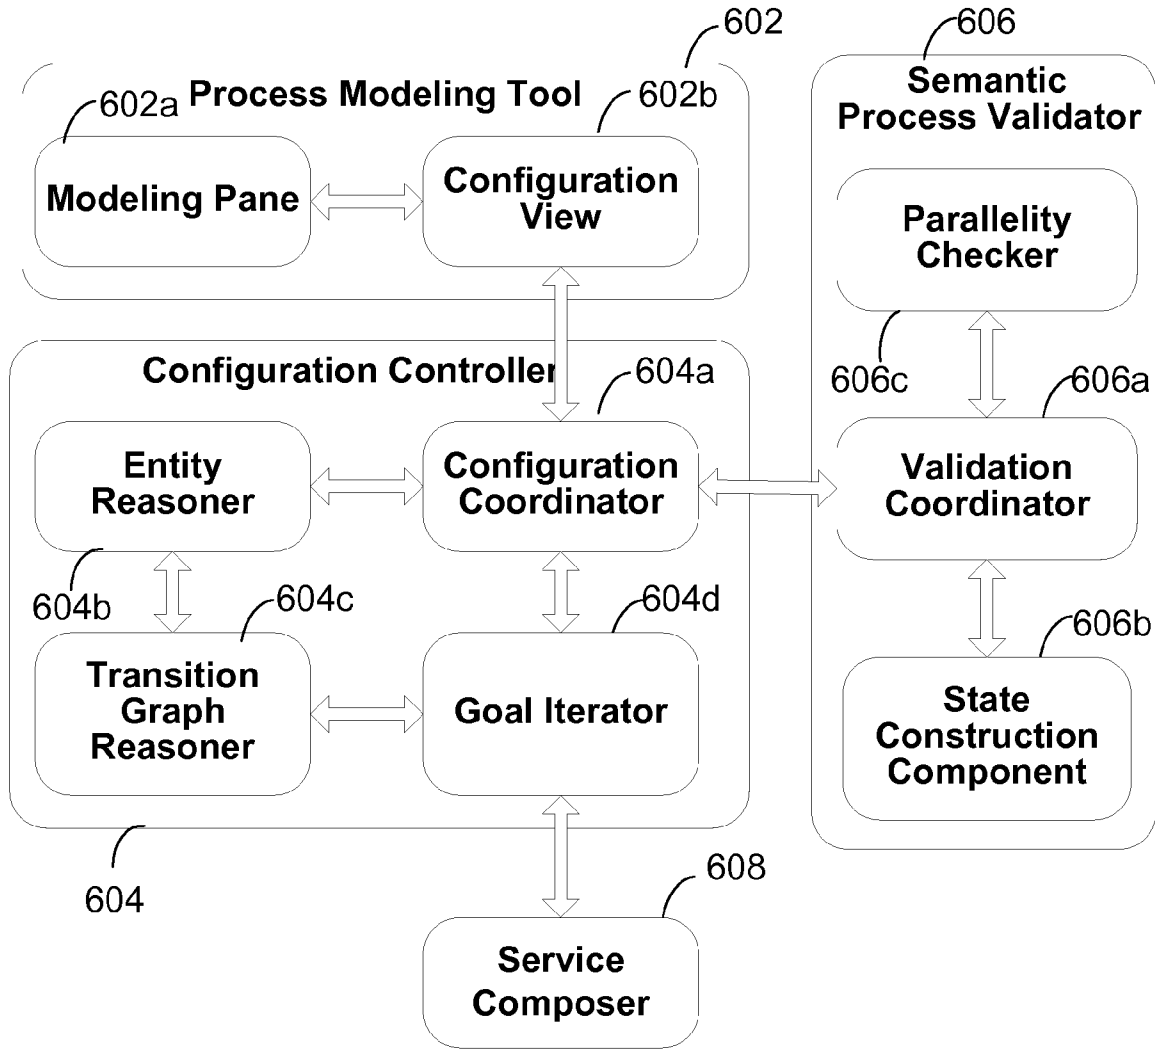 602
606
Process Modeling Tool
Semantic
Process Validator
602a
602b
Modeling Pane
Configuration
View
Parallelity
Checker
606c
606a
Configuration Controller
604a
Entity
Reasoner
Configuration
Coordinator
Validation
Coordinator
604b
604c
604d
606b
Transition
Graph
Reasoner
Goal Iterator
State
Construction
Component
604
608
Service
Composer